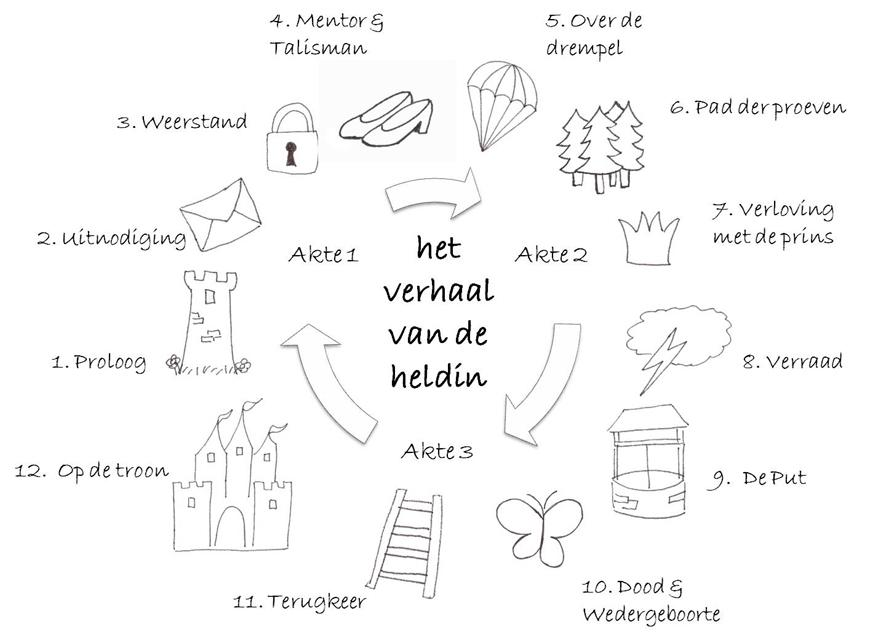 het
verhaal
van de
heldin
Akte 1
1. Proloog
2. Uitnodiging
3. Weerstand
4. Mentor &
Talisman
Akte 2
5. Over de
drempel
6. Pad der proeven
7. Verloving
met de prins
8. Verraad
Akte 3
9. De Put
10. Dood &
Wedergeboorte
11. Terugkeer
12. Op de troon